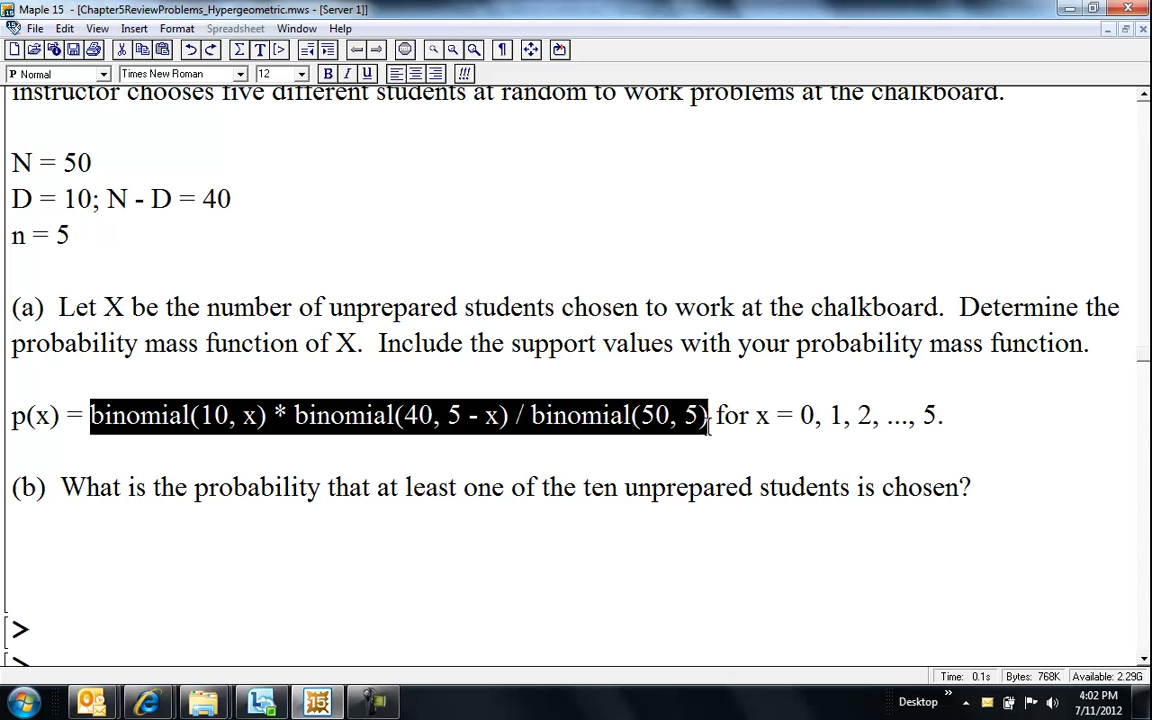 Maple 15 - [Chapter5ReviewProblems_Hypergeometric.mws - [Server 1]]
File Edit View Insert Format Spreadsheet Window Help
P Normal Times New Roman 12 B I U !!!
instructor chooses five different students at random to work problems at the chalkboard.
N = 50
D = 10; N - D = 40
n = 5
(a) Let X be the number of unprepared students chosen to work at the chalkboard. Determine the
probability mass function of X. Include the support values with your probability mass function.
p(x) = binomial(10, x) * binomial(40, 5 - x) / binomial(50, 5) for x = 0, 1, 2, ..., 5.
(b) What is the probability that at least one of the ten unprepared students is chosen?
>
>
Time: 0.1s Bytes: 768K Available: 2.29G
Desktop » 4:02 PM
7/11/2012